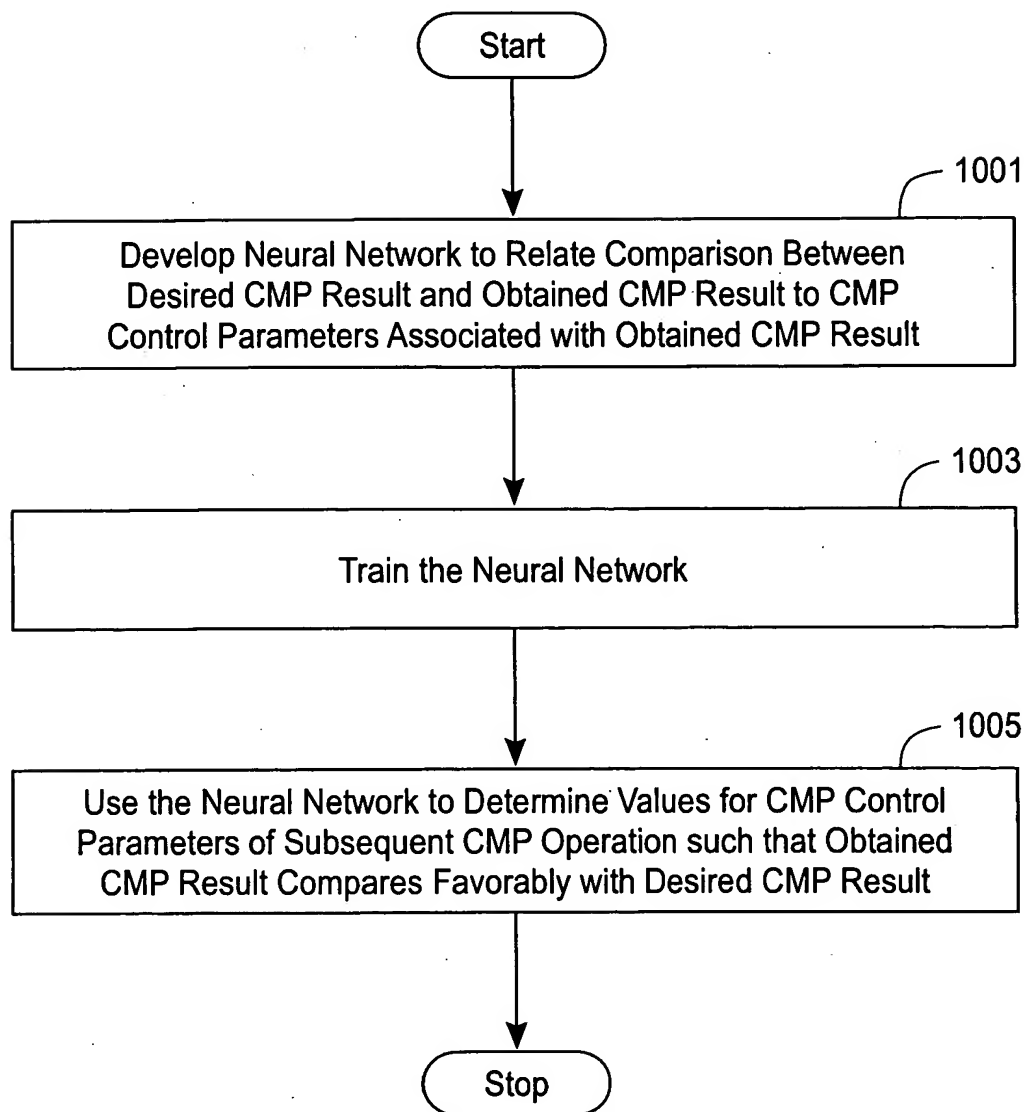 Start
1001
Develop Neural Network to Relate Comparison Between
Desired CMP Result and Obtained CMP Result to CMP
Control Parameters Associated with Obtained CMP Result
1003
Train the Neural Network
1005
Use the Neural Network to Determine Values for CMP Control
Parameters of Subsequent CMP Operation such that Obtained
CMP Result Compares Favorably with Desired CMP Result
Stop